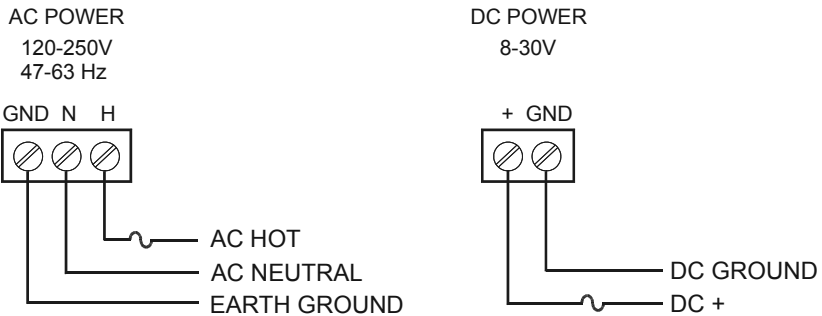 AC POWER
120-250V
47-63 Hz
GND N H
AC HOT
AC NEUTRAL
EARTH GROUND
DC POWER
8-30V
+ GND
DC GROUND
DC +